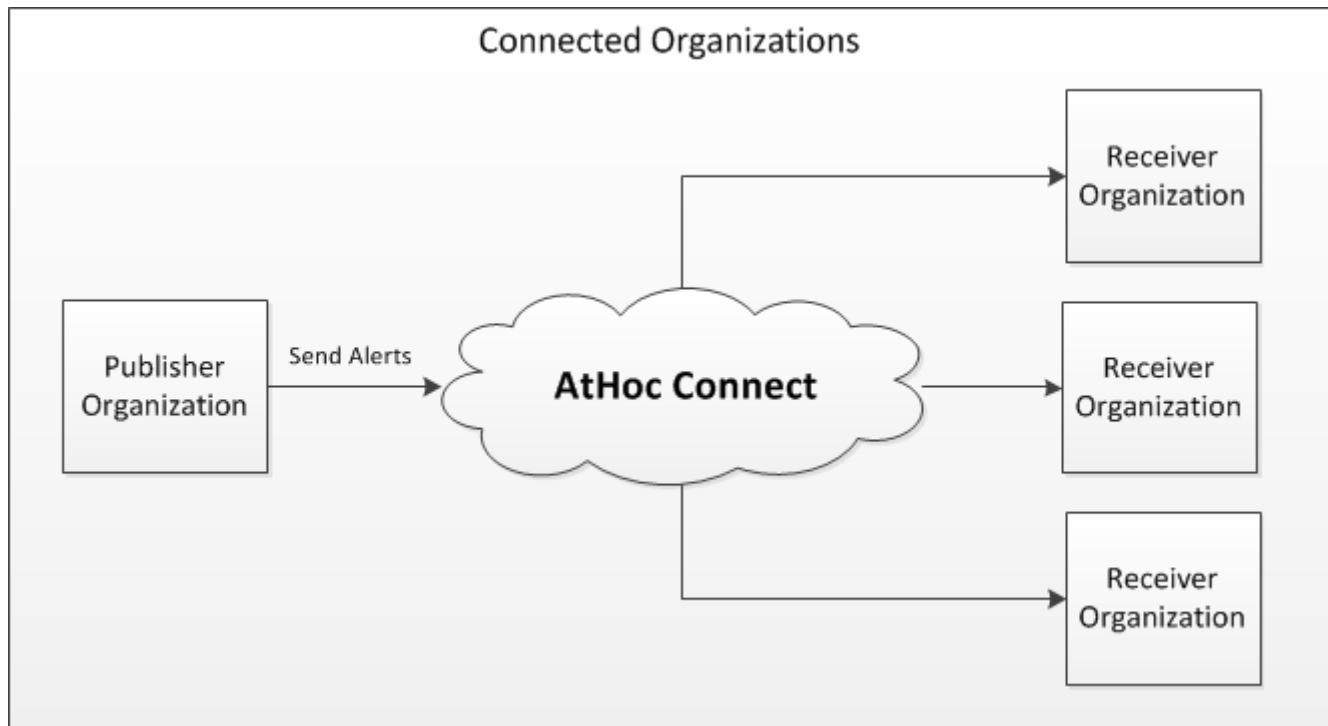 Connected Organizations
Receiver
Organization
Publisher
Organization
Send Alerts
AtHoc Connect
Receiver
Organization
Receiver
Organization